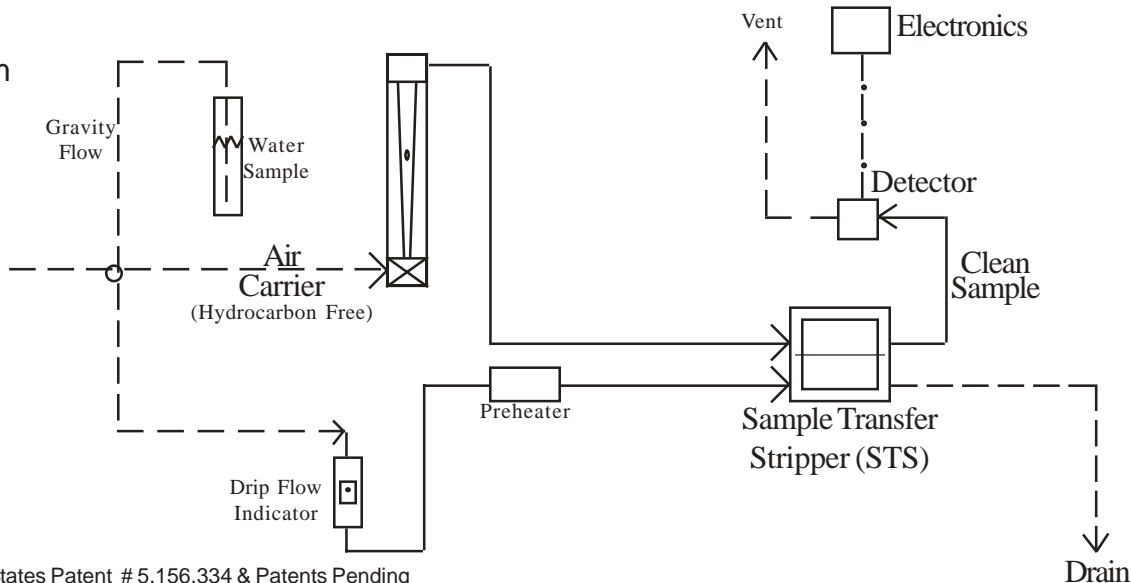 Vent
Electronics
Gravity
Flow
Water
Sample
Detector
Air
Carrier
(Hydrocarbon Free)
Clean
Sample
Preheater
Sample Transfer
Stripper (STS)
Drip Flow
Indicator
Drain
Patent # 5,156,334 & Patents Pending